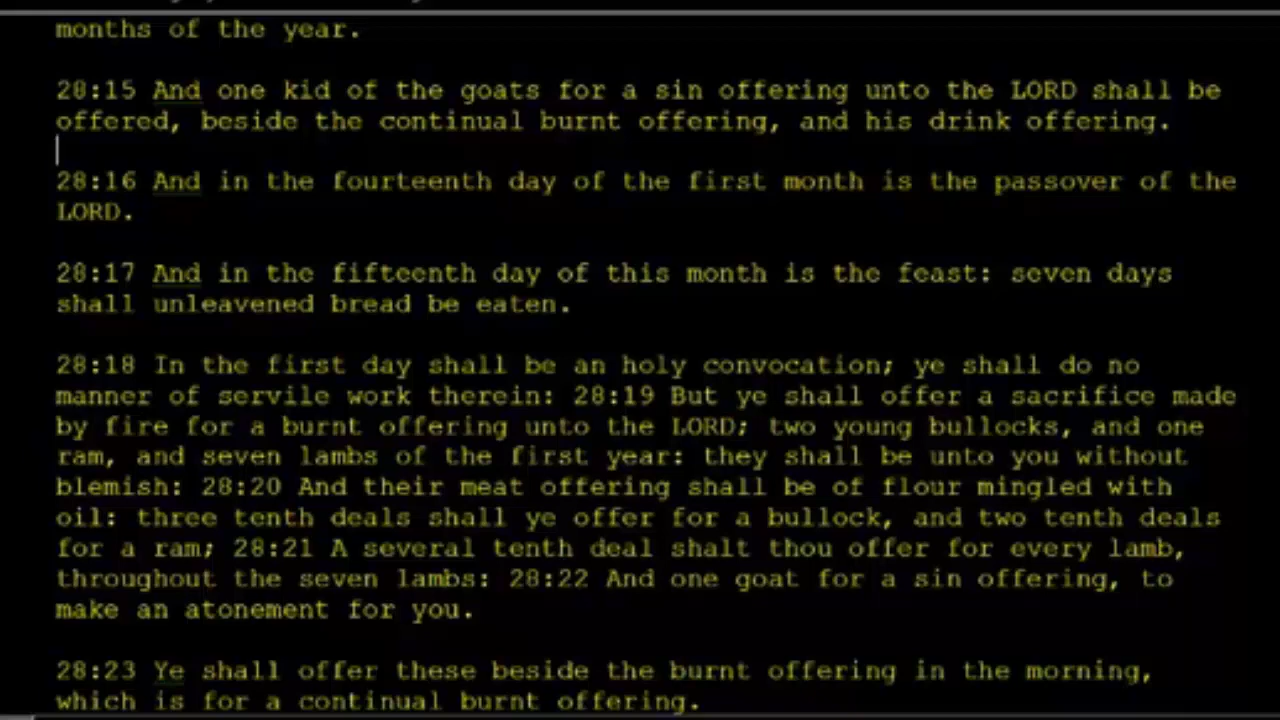 months of the year.
28:15 And one kid of the goats for a sin offering unto the LORD shall be
offered, beside the continual burnt offering, and his drink offering.
28:16 And in the fourteenth day of the first month is the passover of the
LORD.
28:17 And in the fifteenth day of this month is the feast: seven days
shall unleavened bread be eaten.
28:18 In the first day shall be an holy convocation; ye shall do no
manner of servile work therein: 28:19 But ye shall offer a sacrifice made
by fire for a burnt offering unto the LORD; two young bullocks, and one
ram, and seven lambs of the first year: they shall be unto you without
blemish: 28:20 And their meat offering shall be of flour mingled with
oil: three tenth deals shall ye offer for a bullock, and two tenth deals
for a ram; 28:21 A several tenth deal shalt thou offer for every lamb,
throughout the seven lambs: 28:22 And one goat for a sin offering, to
make an atonement for you.
28:23 Ye shall offer these beside the burnt offering in the morning,
which is for a continual burnt offering.